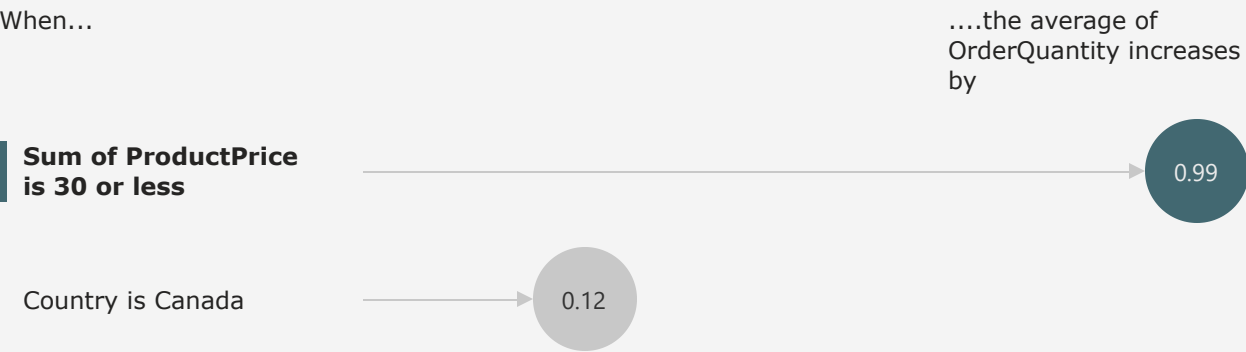 When...
....the average of
OrderQuantity increases
by
Sum of ProductPrice
is 30 or less
0.99
Country is Canada
0.12